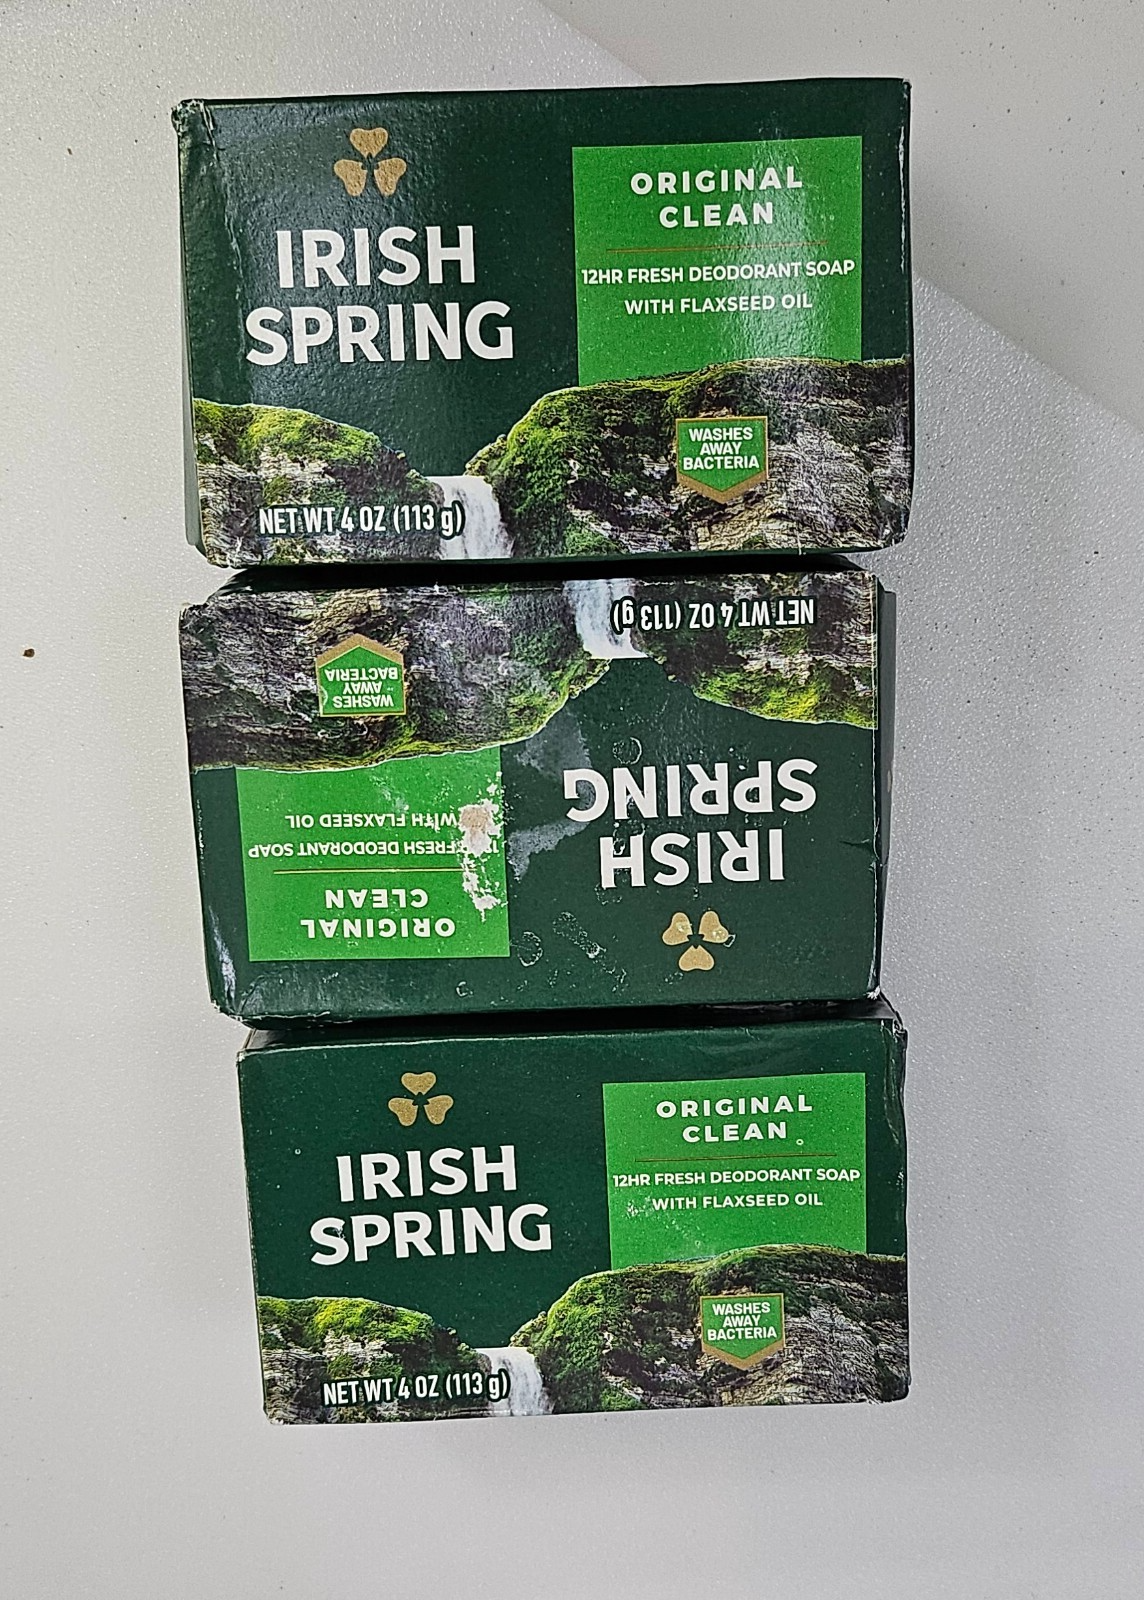 IRISH
SPRING
ORIGINAL
CLEAN
12HR FRESH DEODORANT SOAP
WITH FLAXSEED OIL
WASHES
AWAY
BACTERIA
NET WT 4 OZ (113 g)
IRISH
SPRING
ORIGINAL
CLEAN
FRESH DEODORANT SOAP
WITH FLAXSEED OIL
WASHES
AWAY
BACTERIA
NET WT 4 OZ (113 g)
IRISH
SPRING
ORIGINAL
CLEAN
12HR FRESH DEODORANT SOAP
WITH FLAXSEED OIL
WASHES
AWAY
BACTERIA
NET WT 4 OZ (113 g)